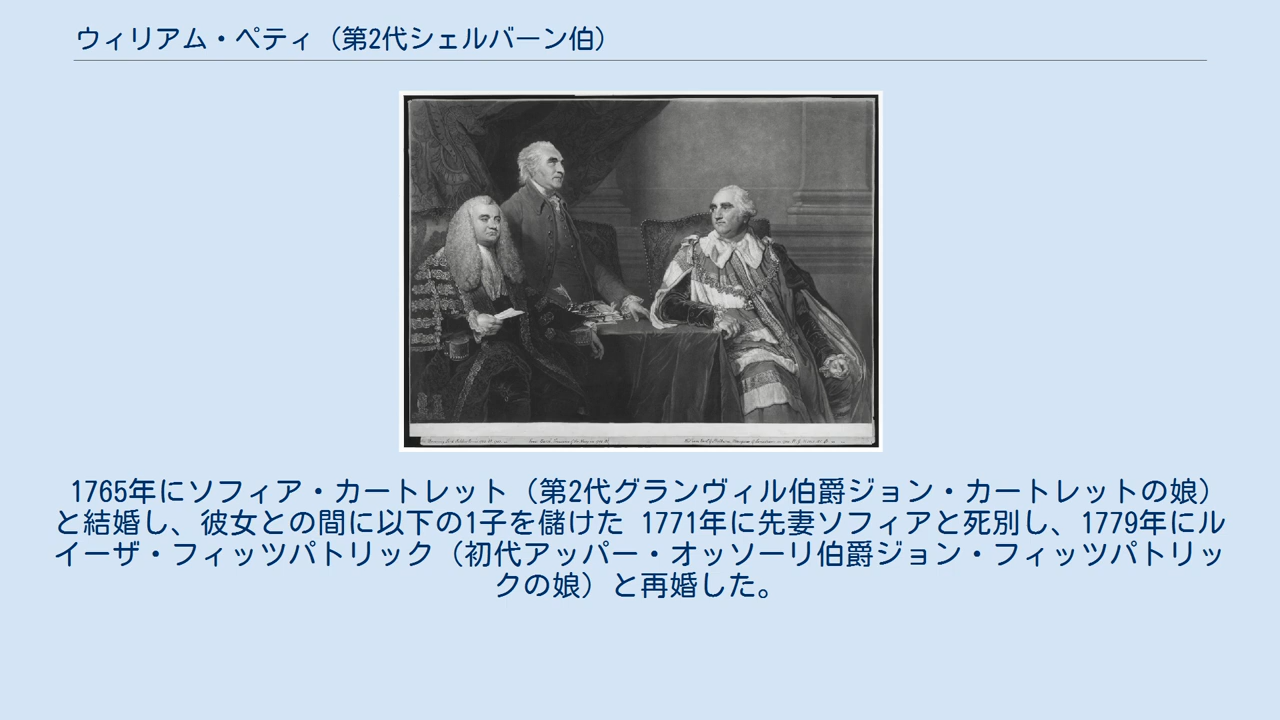 ウィリアム・ペティ（第2代シェルバーン伯）
1765年にソフィア・カートレット（第2代グランヴィル伯爵ジョン・カートレットの娘）
と結婚し、彼女との間に以下の1子を儲けた 1771年に先妻ソフィアと死別し、1779年にル
イーザ・フィッツパトリック（初代アッパー・オッソーリ伯爵ジョン・フィッツパトリッ
クの娘）と再婚した。